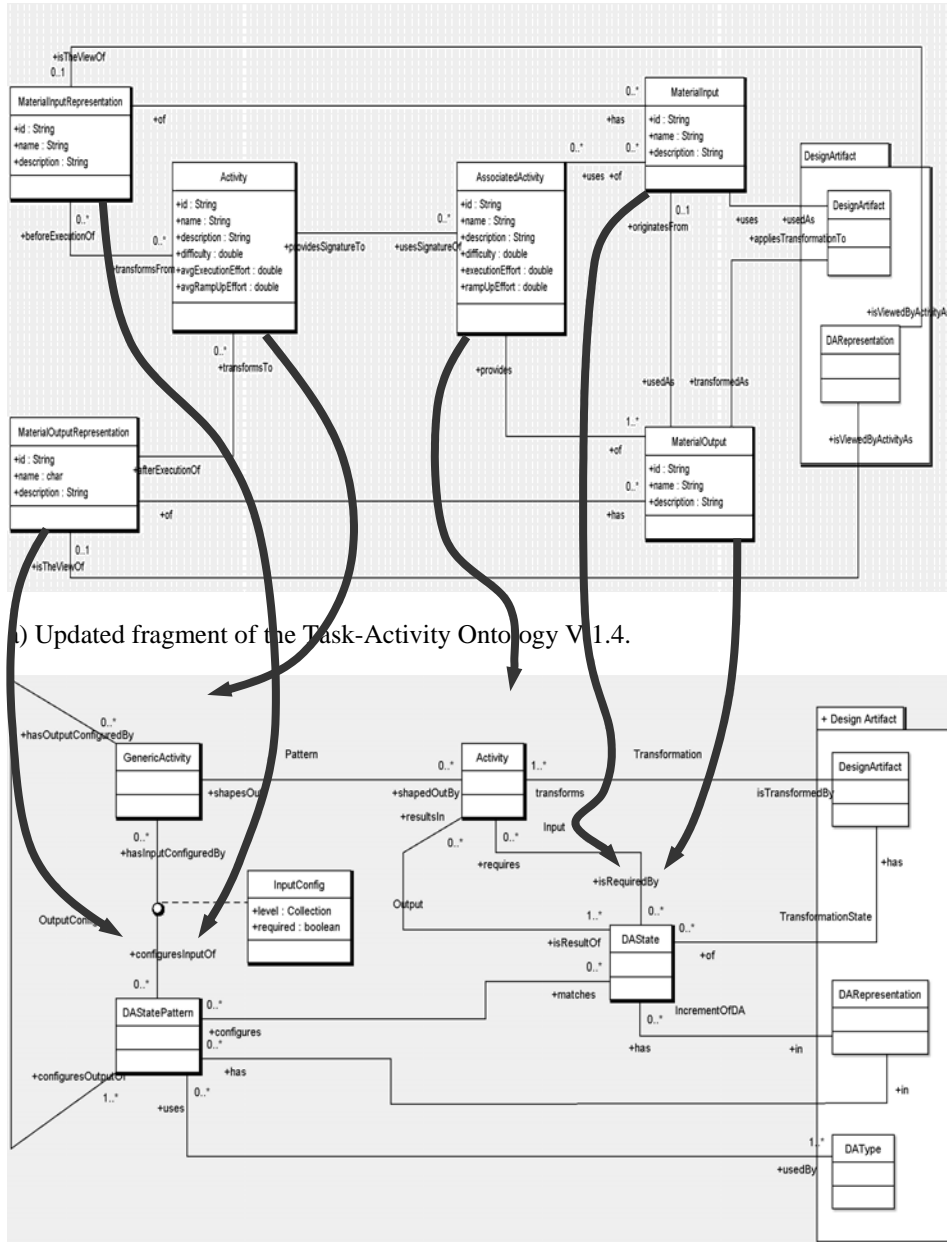 +isTheViewOf
0..1
MaterialInputRepresentation
+id : String
+name : String
+description : String
+of
0..*
+has
MaterialInput
+id : String
+name : String
+description : String
Activity
+id : String
+name : String
+description : String
+difficulty : double
+avgExecutionEffort : double
+avgRampUpEffort : double
AssociatedActivity
+id : String
+name : String
+description : String
+difficulty : double
+executionEffort : double
+rampUpEffort : double
0..*
0..*
+uses +of
DesignArtifact
DesignArtifact
+uses
+usedAs
+appliesTransformationTo
0..*
+beforeExecutionOf
0..*
+transformsFrom
+providesSignatureTo
0..*
+usesSignatureOf
0..1
+originatesFrom
+isViewedByActivityAs
DARepresentation
0..*
+transformsTo
+provides
+usedAs
+transformedAs
MaterialOutputRepresentation
+id : String
+name : char
+description : String
+afterExecutionOf
1..*
+of
MaterialOutput
+id : String
+name : String
+description : String
+isViewedByActivityAs
+of
0..*
+has
0..1
+isTheViewOf
a) Updated fragment of the Task-Activity Ontology V 1.4.
0..*
+hasOutputConfiguredBy
GenericActivity
Pattern
+shapesOut
0..*
+shapedOutBy
Activity
1..*
transforms
Transformation
isTransformedBy
+ Design Artifact
DesignArtifact
+resultsIn
0..*
0..*
Input
+requires
+has
0..*
+hasInputConfiguredBy
InputConfig
+level : Collection
+required : boolean
Output
+isRequiredBy
1..*
0..*
+isResultOf
DAState
0..*
+of
TransformationState
+configuresInputOf
0..*
0..*
+matches
DAStatePattern
0..*
+configures
0..*
IncrementOfDA
+has
+in
DARepresentation
0..*
+has
+in
+configuresOutputOf
1..*
+uses
0..*
1..*
+usedBy
DAType